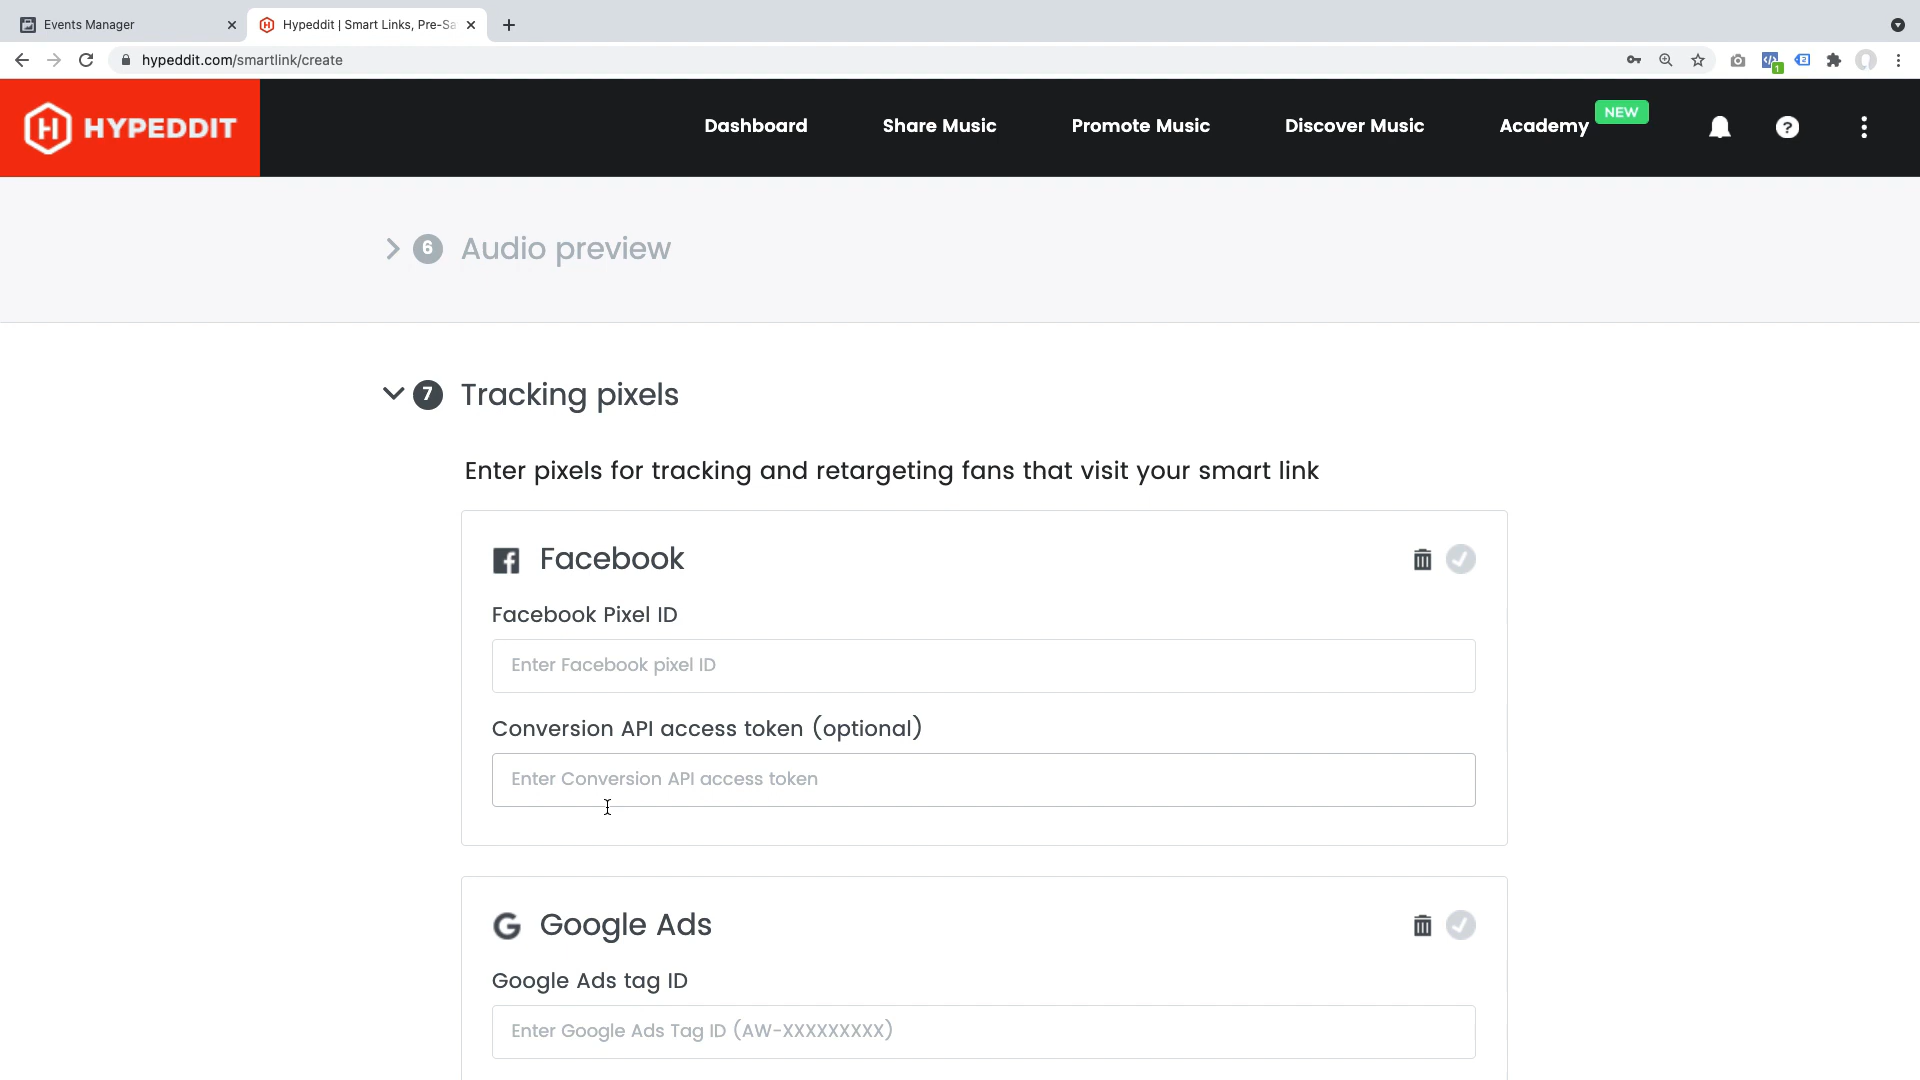 Events Manager
Hypeddit | Smart Links, Pre-Sa
hypeddit.com/smartlink/create
1
HYPEDDIT
Dashboard
Share Music
Promote Music
Discover Music
Academy
NEW
?
6 Audio preview
7 Tracking pixels
Enter pixels for tracking and retargeting fans that visit your smart link
Facebook
Facebook Pixel ID
Enter Facebook pixel ID
Conversion API access token (optional)
Enter Conversion API access token
Google Ads
Google Ads tag ID
Enter Google Ads Tag ID (AW-XXXXXXXXX)